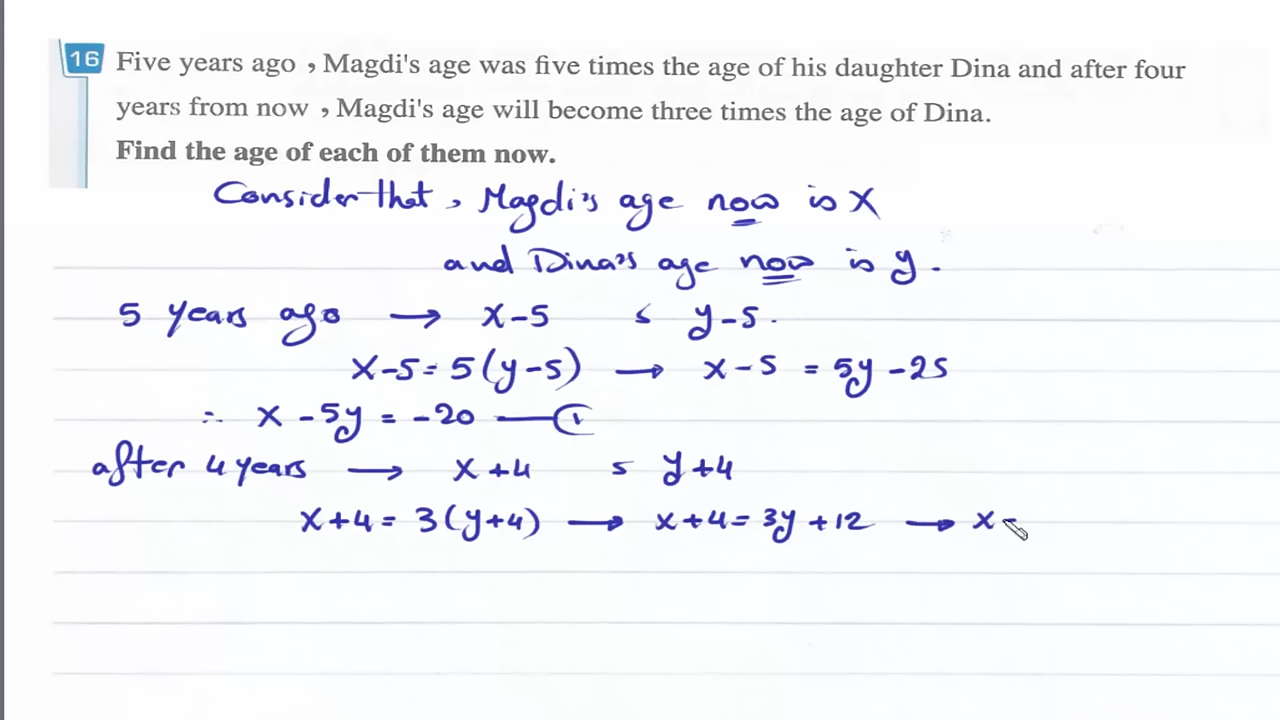 16 Five years ago , Magdi's age was five times the age of his daughter Dina and after four
years from now , Magdi's age will become three times the age of Dina.
Find the age of each of them now.
Consider that , Magdi's age now is x
and Dina's age now is y .
5 years ago → x-5 , y-5 .
x-5 = 5(y-5) → x-5 = 5y-25
∴ x-5y = -20 — ①
after 4 years → x+4 , y+4
x+4 = 3(y+4) → x+4 = 3y+12 → x-